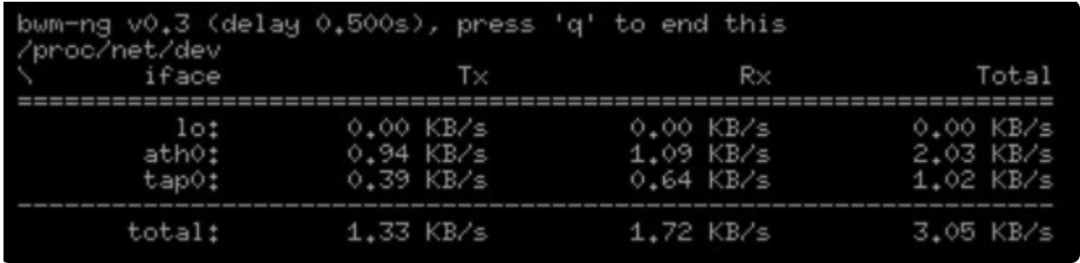 bwm-ng v0.3 (delay 0.500s), press 'q' to end this
/proc/net/dev
\ iface Tx Rx Total
==================================================================
lo: 0.00 KB/s 0.00 KB/s 0.00 KB/s
ath0: 0.94 KB/s 1.09 KB/s 2.03 KB/s
tap0: 0.39 KB/s 0.64 KB/s 1.02 KB/s
------------------------------------------------------------------
total: 1.33 KB/s 1.72 KB/s 3.05 KB/s